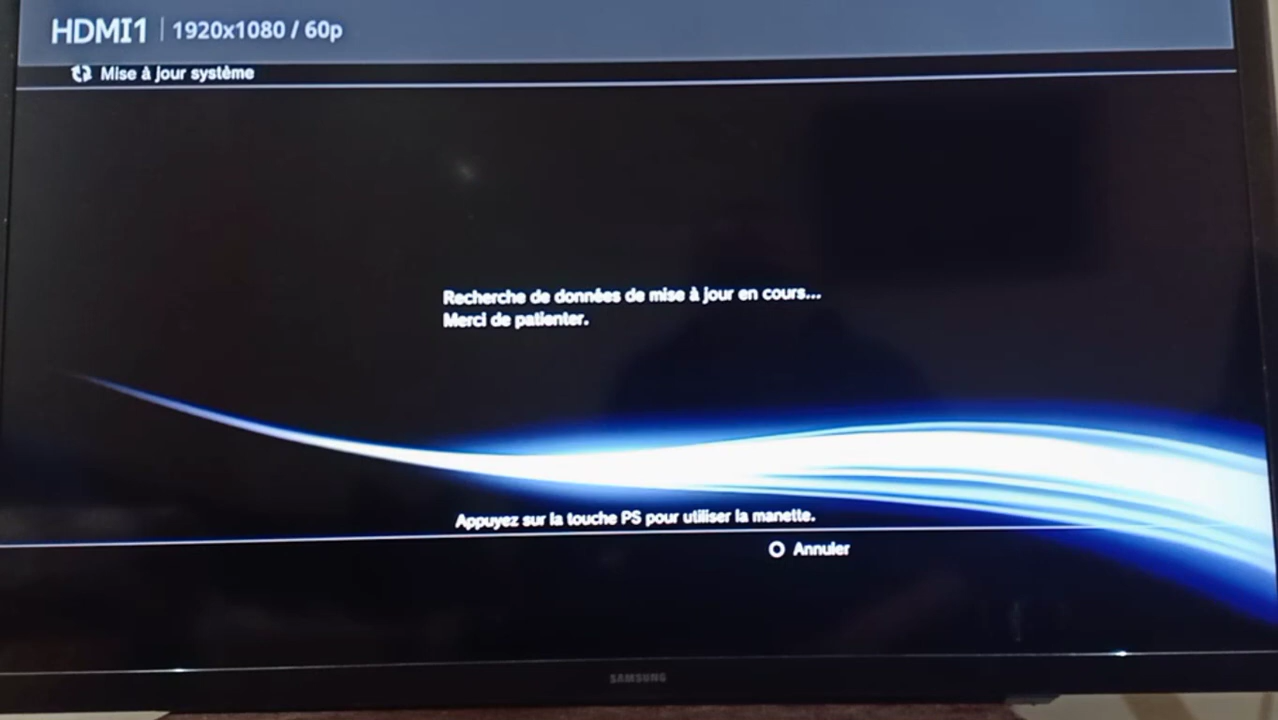 HDMI1 | 1920x1080 / 60p
Mise à jour système
Recherche de données de mise à jour en cours...
Merci de patienter.
Appuyez sur la touche PS pour utiliser la manette.
Annuler
SAMSUNG